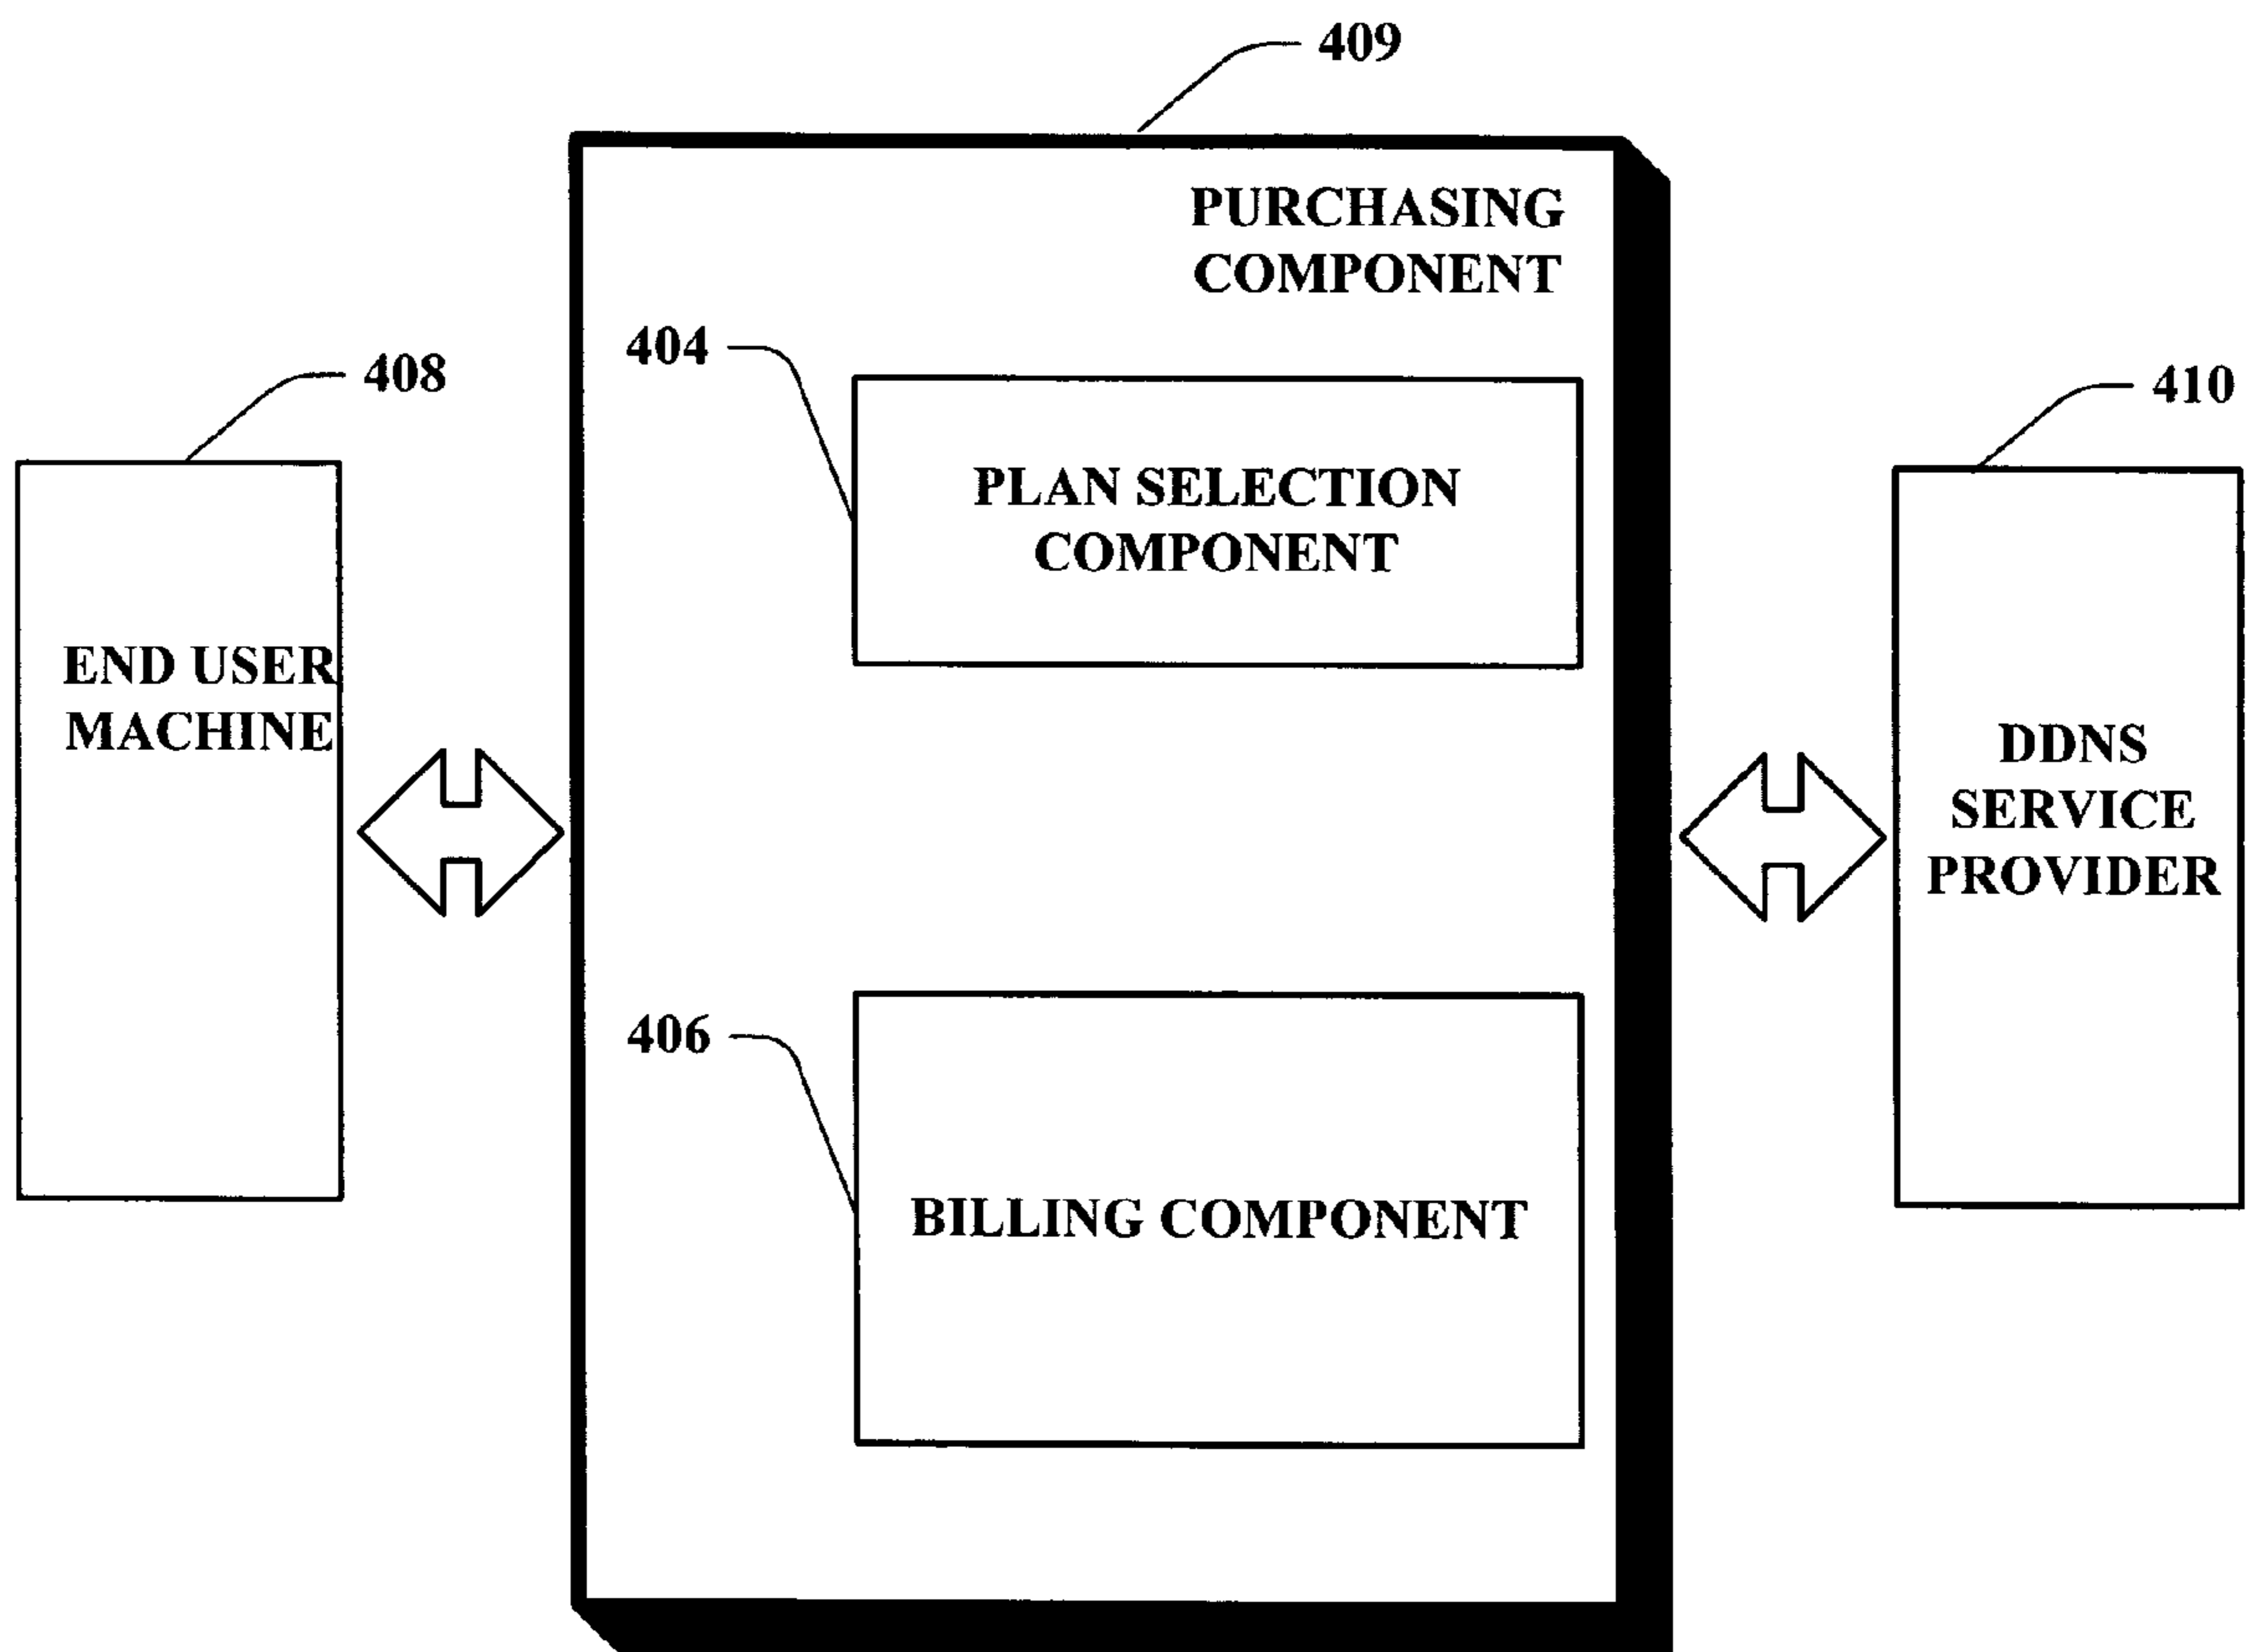 409
PURCHASING
COMPONENT
404
408
410
PLAN SELECTION
COMPONENT
END USER
MACHINE
DDNS
SERVICE
PROVIDER
406
BILLING COMPONENT